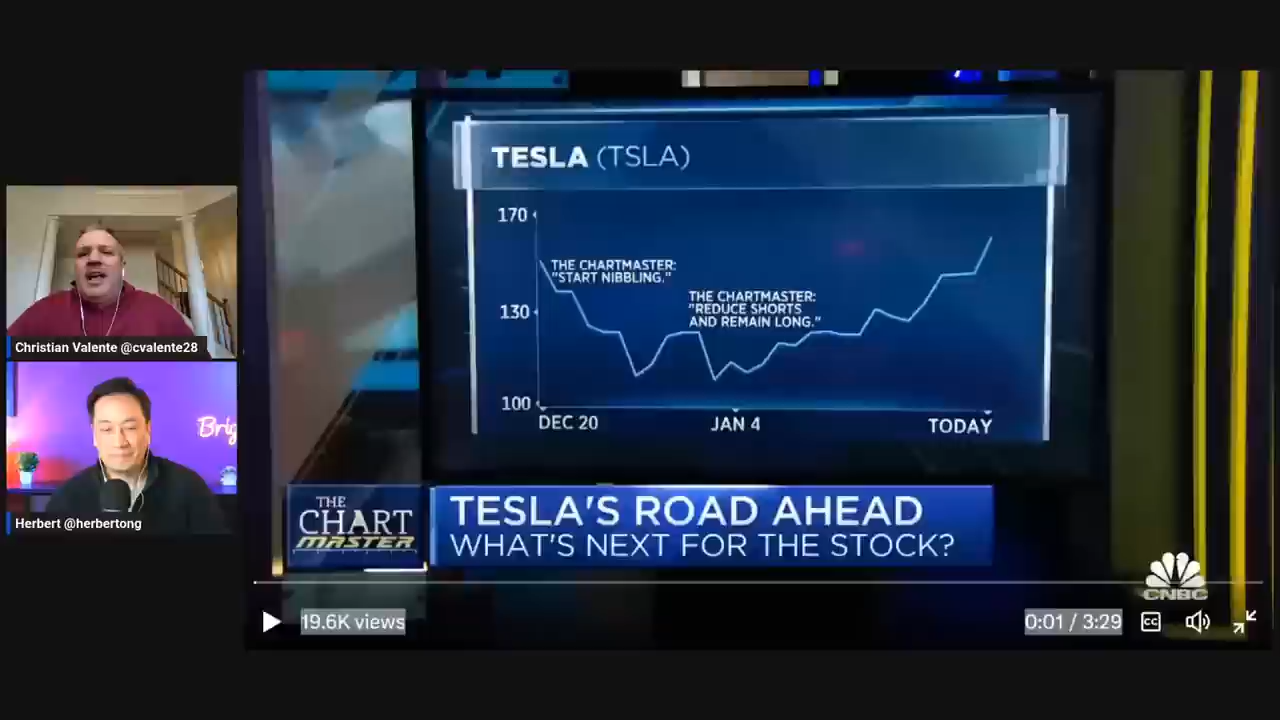 TESLA (TSLA)
170
THE CHARTMASTER:
"START NIBBLING."
THE CHARTMASTER:
"REDUCE SHORTS
AND REMAIN LONG."
130
100
DEC 20
JAN 4
TODAY
Christian Valente @cvalente28
Herbert @herbertong
THE
CHART
MASTER
TESLA'S ROAD AHEAD
WHAT'S NEXT FOR THE STOCK?
CNBC
19.6K views
0:01 / 3:29
CC